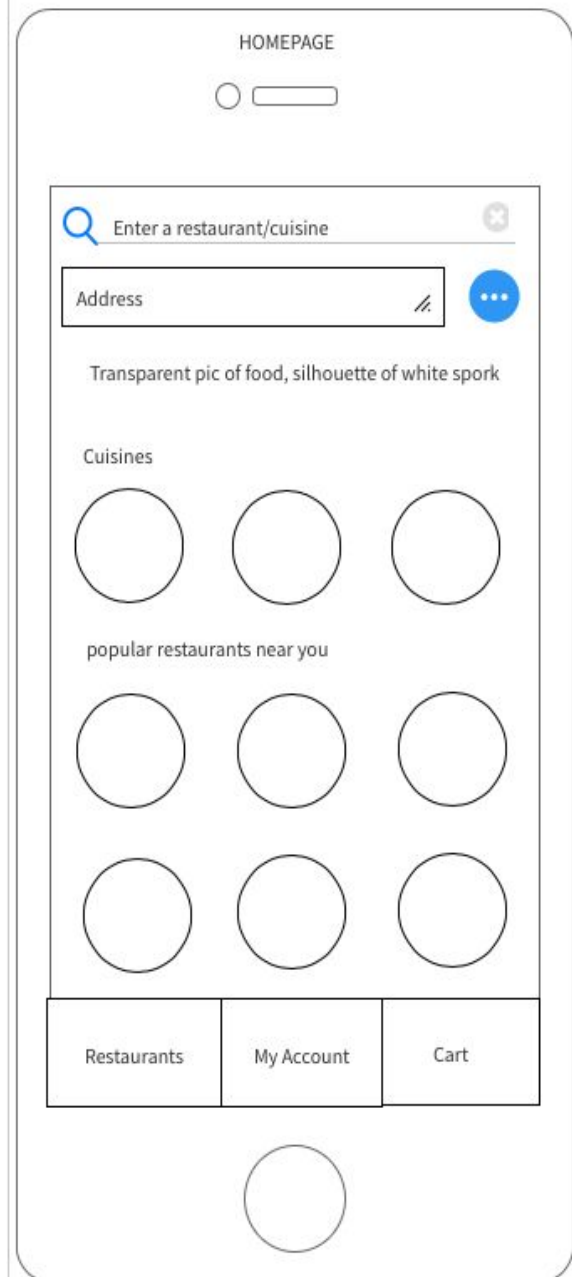 HOMEPAGE
Enter a restaurant/cuisine
Address
Transparent pic of food, silhouette of white spork
Cuisines
popular restaurants near you
Restaurants
My Account
Cart